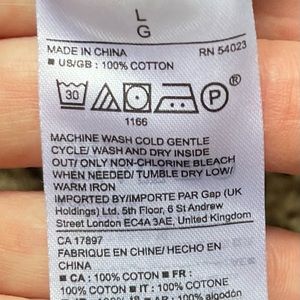 L
G
MADE IN CHINA RN 54023
■ US/GB : 100% COTTON
30 P ®
1166
MACHINE WASH COLD GENTLE
CYCLE/ WASH AND DRY INSIDE
OUT/ ONLY NON-CHLORINE BLEACH
WHEN NEEDED/ TUMBLE DRY LOW/
WARM IRON
IMPORTED BY/IMPORTE PAR Gap (UK
Holdings) Ltd. 5th Floor, 6 St Andrew
Street London EC4A 3AE, United Kingdom
CA 17897
FABRIQUE EN CHINE/ HECHO EN
CHINA
■ CA : 100% COTON ■ FR :
100% COTON ■ IT : 100% COTONE
100% algodón